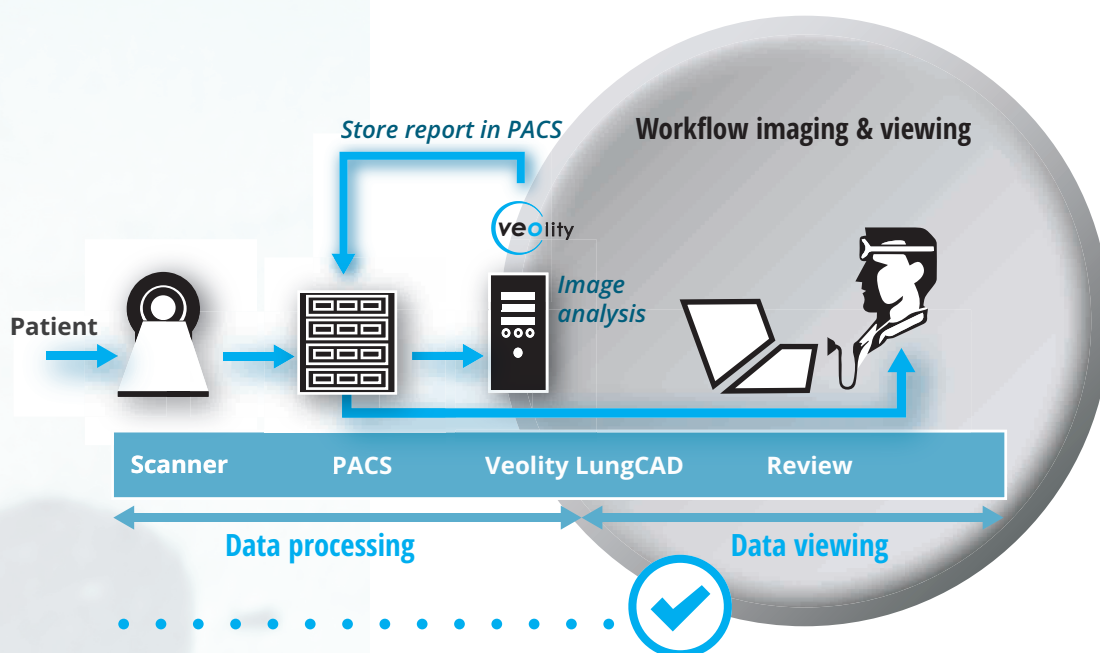 Store report in PACS
Workflow imaging & viewing
veolity
Image
analysis
Patient
Scanner
PACS
Veolity LungCAD
Review
Data processing
Data viewing